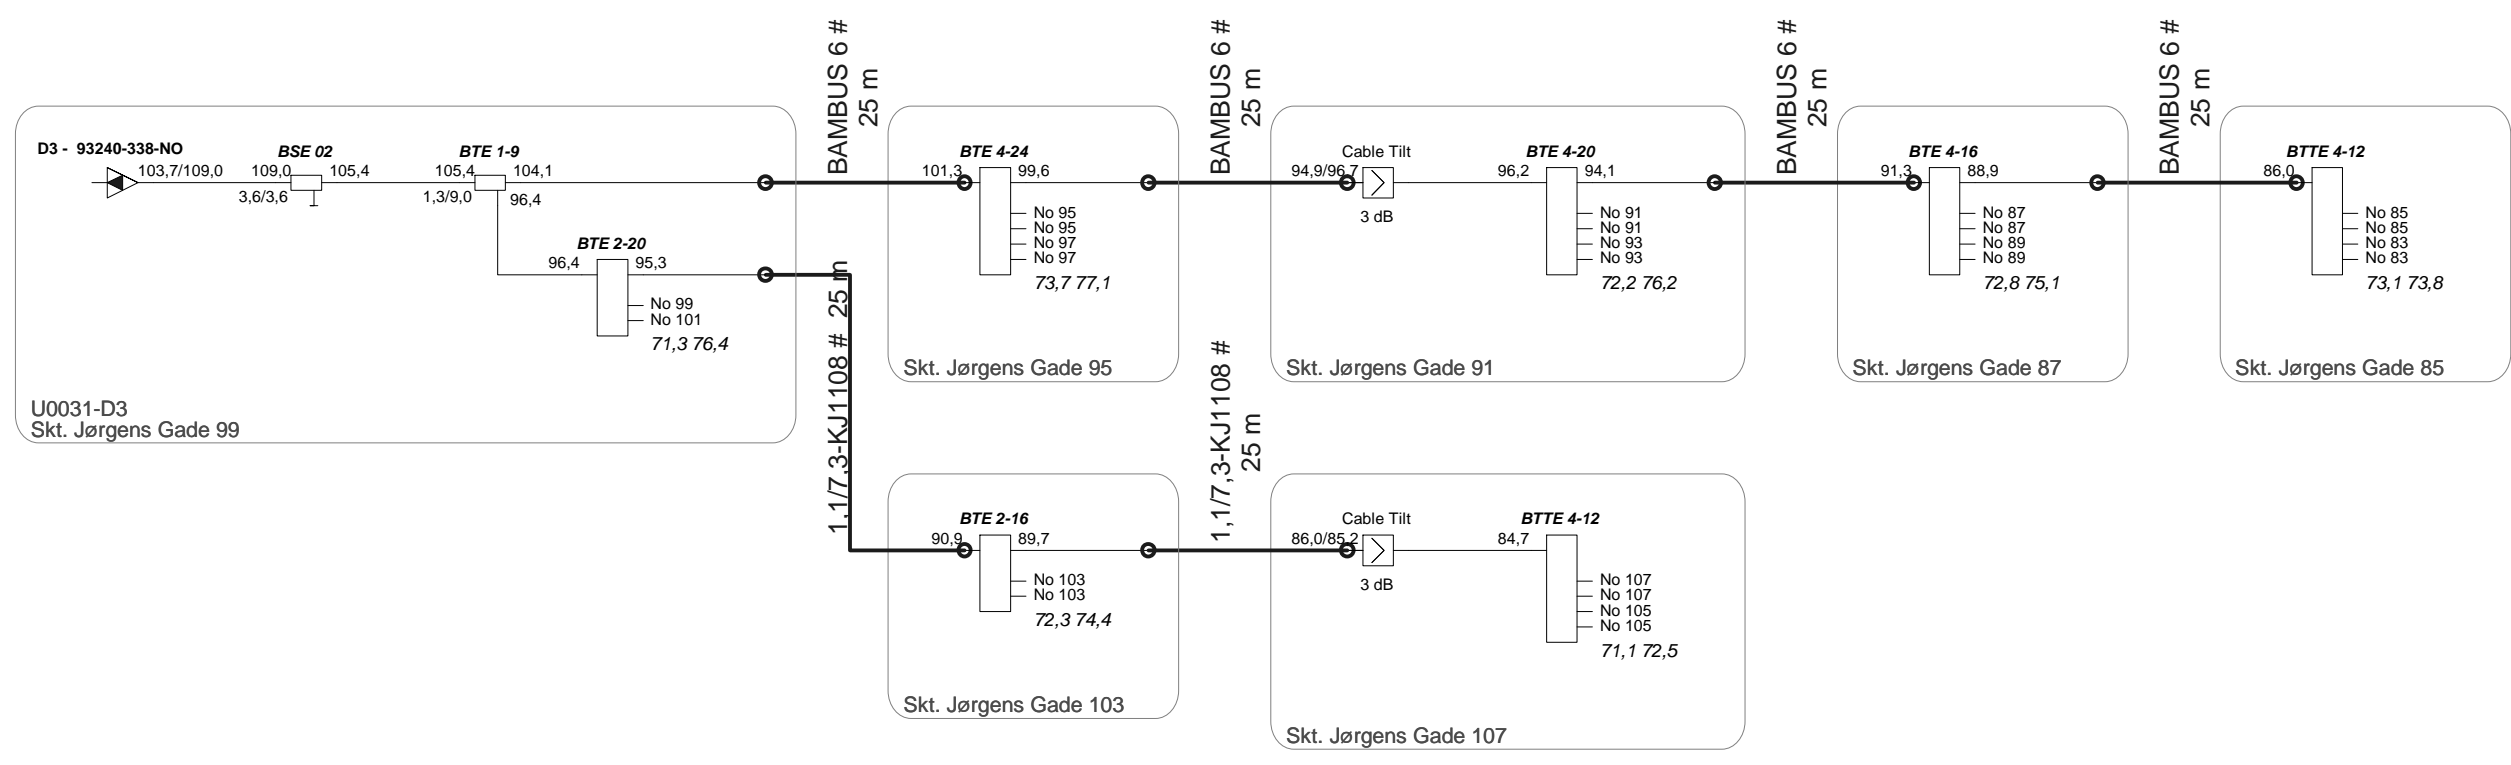 D3 - 93240-338-NO
103,7/109,0
BSE 02
109,0
105,4
3,6/3,6
BTE 1-9
105,4
104,1
1,3/9,0
96,4
BTE 2-20
96,4
95,3
No 99
No 101
71,3 76,4
U0031-D3
Skt. Jørgens Gade 99
BAMBUS 6 #
25 m
BTE 4-24
101,3
99,6
No 95
No 95
No 97
No 97
73,7 77,1
Skt. Jørgens Gade 95
BAMBUS 6 #
25 m
Cable Tilt
94,9/96,7
3 dB
BTE 4-20
96,2
94,1
No 91
No 91
No 93
No 93
72,2 76,2
Skt. Jørgens Gade 91
BAMBUS 6 #
25 m
BTE 4-16
91,3
88,9
No 87
No 87
No 89
No 89
72,8 75,1
Skt. Jørgens Gade 87
BAMBUS 6 #
25 m
BTTE 4-12
86,0
No 85
No 85
No 83
No 83
73,1 73,8
Skt. Jørgens Gade 85
1,1/7,3-KJ1108 # 25 m
BTE 2-16
90,9
89,7
No 103
No 103
72,3 74,4
Skt. Jørgens Gade 103
1,1/7,3-KJ1108 #
25 m
Cable Tilt
86,0/85,2
3 dB
BTTE 4-12
84,7
No 107
No 107
No 105
No 105
71,1 72,5
Skt. Jørgens Gade 107